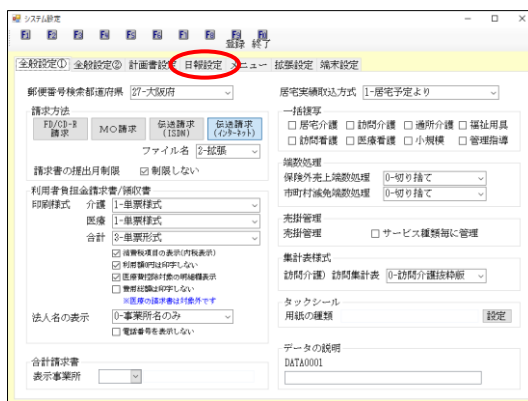 システム設定
登録 終了
全般設定① 全般設定② 計画書設定 日報設定 メニュー 拡張設定 端末設定
郵便番号検索都道府県 27-大阪府
居宅実績取込方式 1-居宅予定より
請求方法
FD/CD-R請求 MO請求 伝送請求(ISDN) 伝送請求(インターネット)
ファイル名 2-拡張
請求書の提出月制限 制限しない
一括複写
居宅介護 訪問介護 通所介護 福祉用具
訪問看護 医療看護 小規模 管理指導
端数処理
保険外売上端数処理 0-切り捨て
市町村減免端数処理 0-切り捨て
利用者負担金請求書/領収書
印刷様式 介護 1-単票様式
医療 1-単票様式
合計 3-単票形式
消費税項目の表示(内税表示)
利用額0円は印字しない
医療費控除対象の明細欄表示
費用総額は印字しない
※医療の請求書は対象外です
法人名の表示 0-事業所名のみ
電話番号を表示しない
売掛管理
売掛管理 サービス種類毎に管理
集計表様式
訪問介護) 訪問集計表 0-訪問介護抜粋版
タックシール
用紙の種類 設定
合計請求書
表示事業所
データの説明
DATA0001